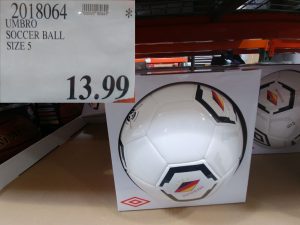 2018064
UMBRO
SOCCER BALL
SIZE 5
13.99